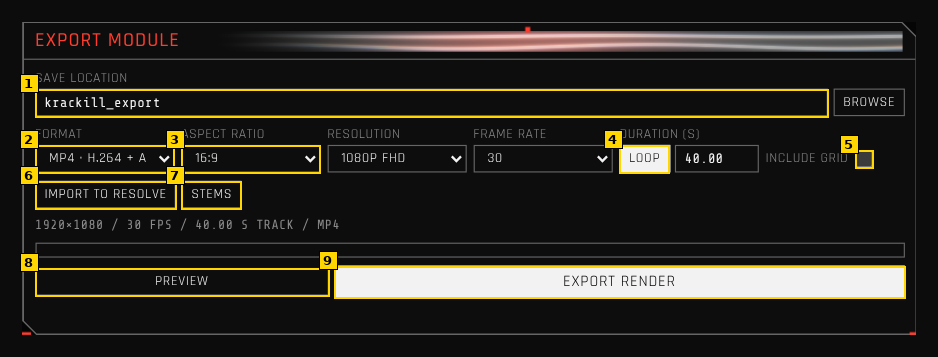 EXPORT MODULE
1
SAVE LOCATION
krackill_export
BROWSE
2 FORMAT
3 ASPECT RATIO
RESOLUTION
FRAME RATE
4 DURATION (S)
MP4 · H.264 + A
16:9
1080P FHD
30
LOOP
40.00
INCLUDE GRID
5
6 IMPORT TO RESOLVE
7 STEMS
1920×1080 / 30 FPS / 40.00 S TRACK / MP4
8 PREVIEW
9 EXPORT RENDER